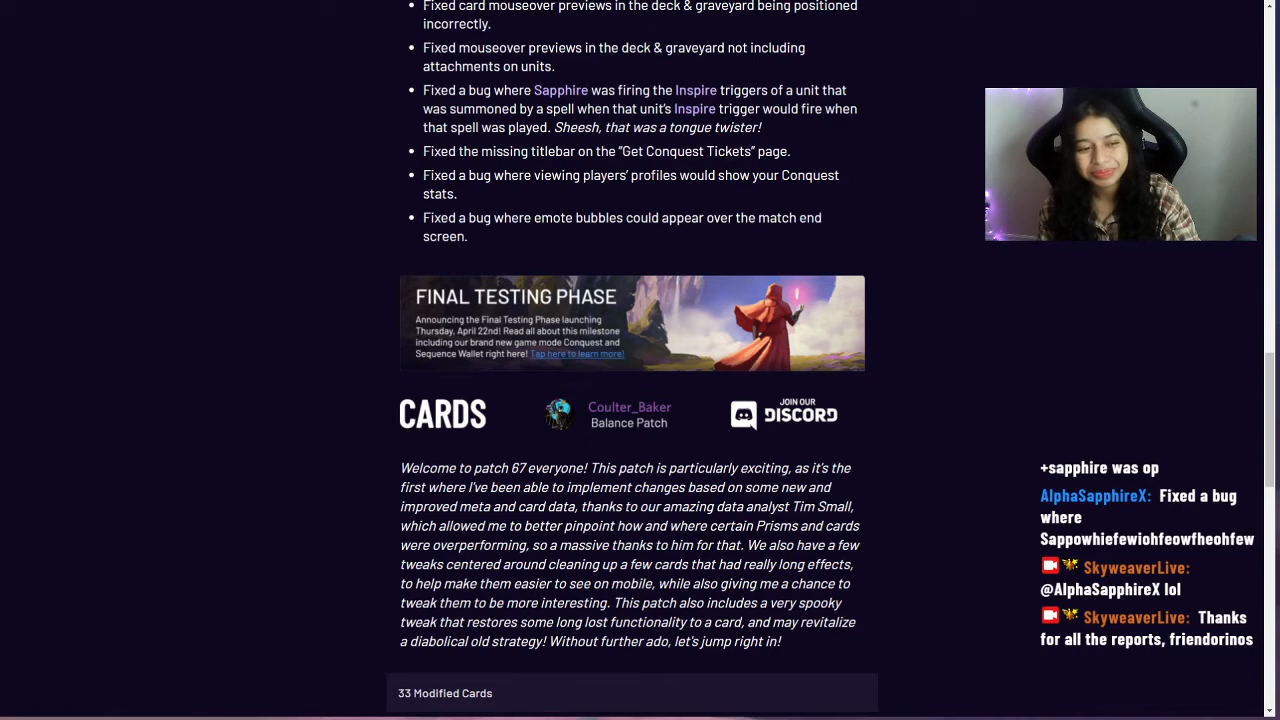 Fixed card mouseover previews in the deck & graveyard being positioned
incorrectly.
Fixed mouseover previews in the deck & graveyard not including
attachments on units.
Fixed a bug where Sapphire was firing the Inspire triggers of a unit that
was summoned by a spell when that unit's Inspire trigger would fire when
that spell was played. Sheesh, that was a tongue twister!
Fixed the missing titlebar on the "Get Conquest Tickets" page.
Fixed a bug where viewing players' profiles would show your Conquest
stats.
Fixed a bug where emote bubbles could appear over the match end
screen.
FINAL TESTING PHASE
Announcing the Final Testing Phase launching
Thursday, April 22nd! Read all about this milestone
including our brand new game mode Conquest and
Sequence Wallet right here! Tap here to learn more!
CARDS
Coulter_Baker
Balance Patch
JOIN OUR
DISCORD
Welcome to patch 67 everyone! This patch is particularly exciting, as it's the
first where I've been able to implement changes based on some new and
improved meta and card data, thanks to our amazing data analyst Tim Small,
which allowed me to better pinpoint how and where certain Prisms and cards
were overperforming, so a massive thanks to him for that. We also have a few
tweaks centered around cleaning up a few cards that had really long effects,
to help make them easier to see on mobile, while also giving me a chance to
tweak them to be more interesting. This patch also includes a very spooky
tweak that restores some long lost functionality to a card, and may revitalize
a diabolical old strategy! Without further ado, let's jump right in!
33 Modified Cards
+sapphire was op
AlphaSapphireX: Fixed a bug
where
Sappowhiefewiohfeowfheohfew
SkyweaverLive:
@AlphaSapphireX lol
SkyweaverLive: Thanks
for all the reports, friendorinos